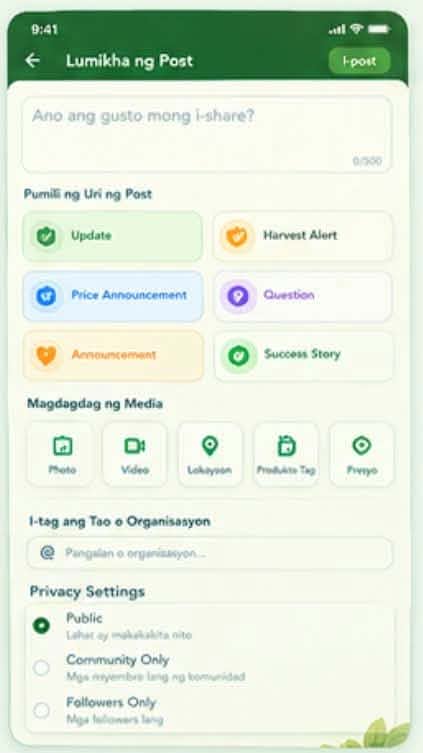 9:41
Lumikha ng Post
I-post
Ano ang gusto mong i-share?
0/500
Pumili ng Uri ng Post
Update
Harvest Alert
Price Announcement
Question
Announcement
Success Story
Magdagdag ng Media
Photo
Video
Lokasyon
Produkto Tag
Presyo
I-tag ang Tao o Organisasyon
Pangalan o organisasyon...
Privacy Settings
Public
Lahat ay makakakita nito
Community Only
Mga miyembro lang ng komunidad
Followers Only
Mga followers lang